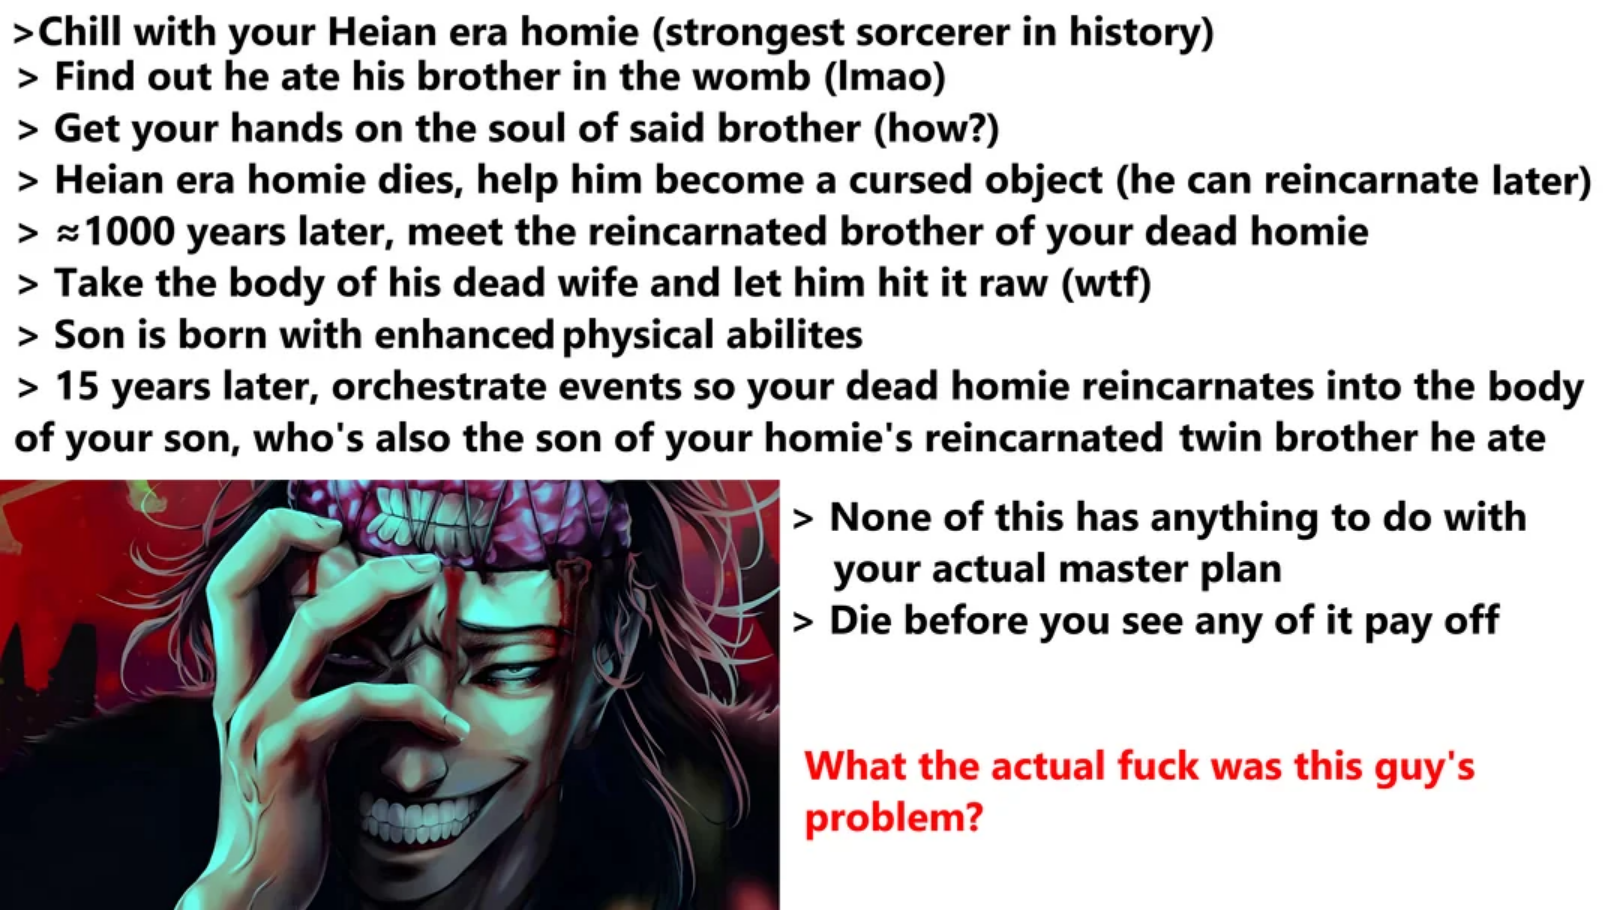 >Chill with your Heian era homie (strongest sorcerer in history)
> Find out he ate his brother in the womb (lmao)
> Get your hands on the soul of said brother (how?)
> Heian era homie dies, help him become a cursed object (he can reincarnate later)
> ≈1000 years later, meet the reincarnated brother of your dead homie
> Take the body of his dead wife and let him hit it raw (wtf)
> Son is born with enhanced physical abilites
> 15 years later, orchestrate events so your dead homie reincarnates into the body
of your son, who's also the son of your homie's reincarnated twin brother he ate
> None of this has anything to do with
your actual master plan
> Die before you see any of it pay off
What the actual fuck was this guy's
problem?